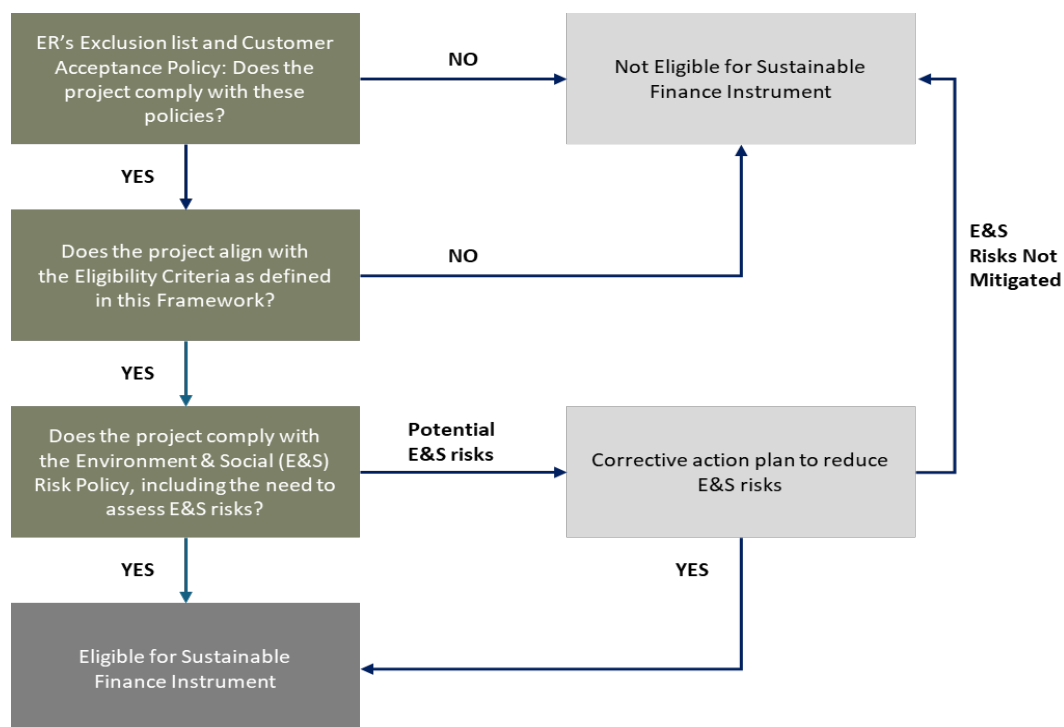 ER’s Exclusion list and Customer
Acceptance Policy: Does the
project comply with these
policies?
NO
Not Eligible for Sustainable
Finance Instrument
YES
Does the project align with
the Eligibility Criteria as defined
in this Framework?
NO
E&S
Risks Not
Mitigated
YES
Does the project comply with
the Environment & Social (E&S)
Risk Policy, including the need to
assess E&S risks?
Potential
E&S risks
Corrective action plan to reduce
E&S risks
YES
YES
Eligible for Sustainable
Finance Instrument